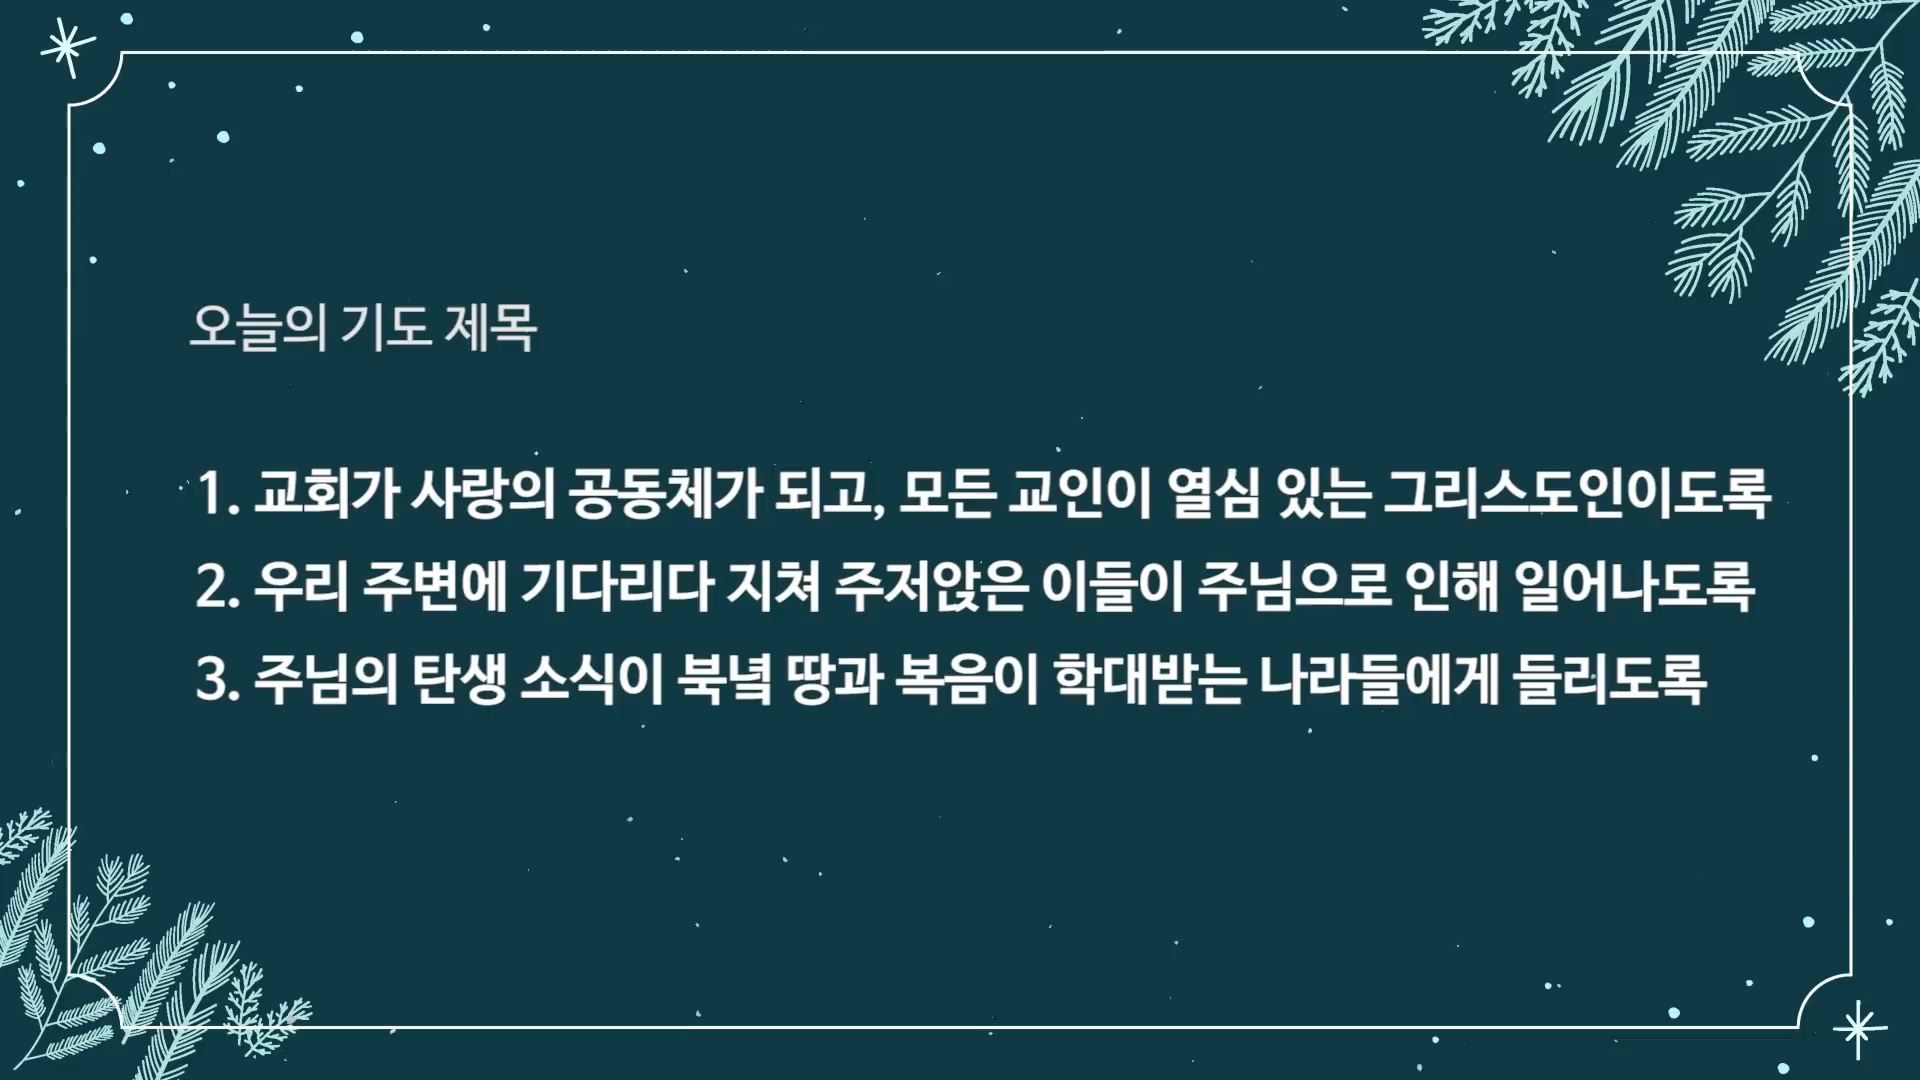 오늘의 기도 제목
1. 교회가 사랑의 공동체가 되고, 모든 교인이 열심 있는 그리스도인이도록
2. 우리 주변에 기다리다 지쳐 주저앉은 이들이 주님으로 인해 일어나도록
3. 주님의 탄생 소식이 북녘 땅과 복음이 학대받는 나라들에게 들리도록